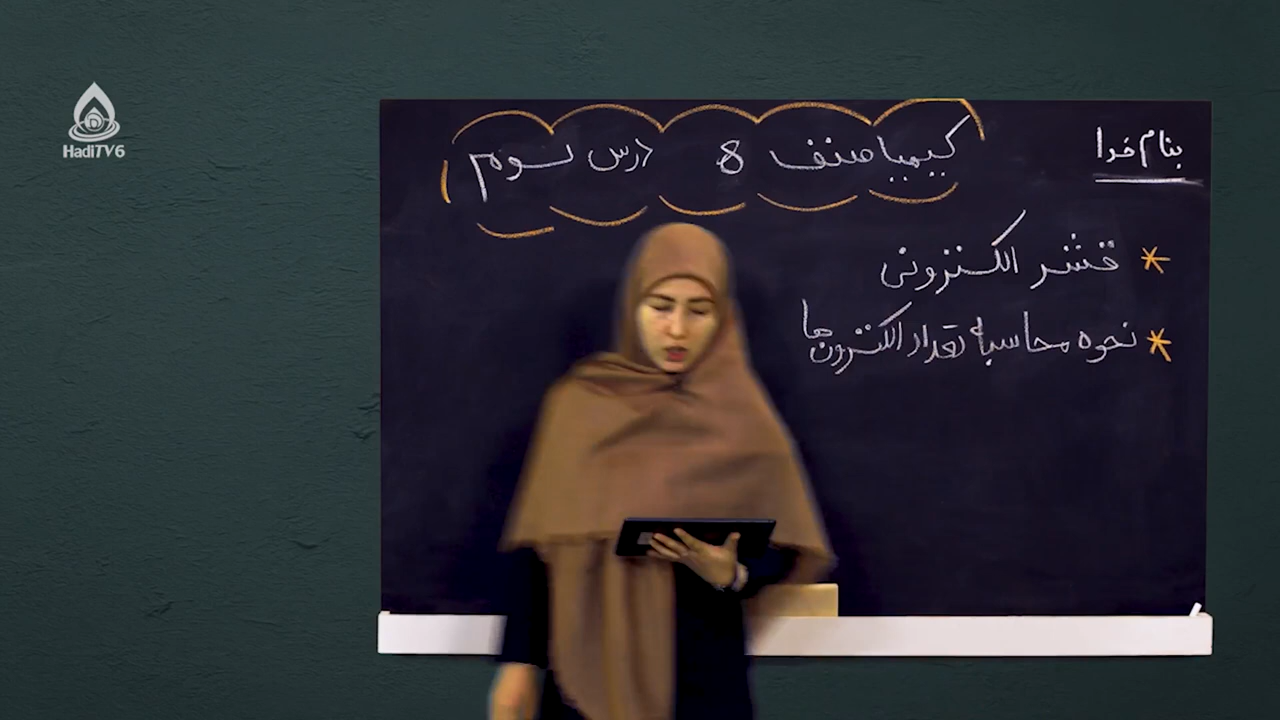 HadiTV6
بنام خدا
کیمیا صنف 8 درس سوم
* قشر الکترونی
* نحوه محاسبه تعداد الکترون ها